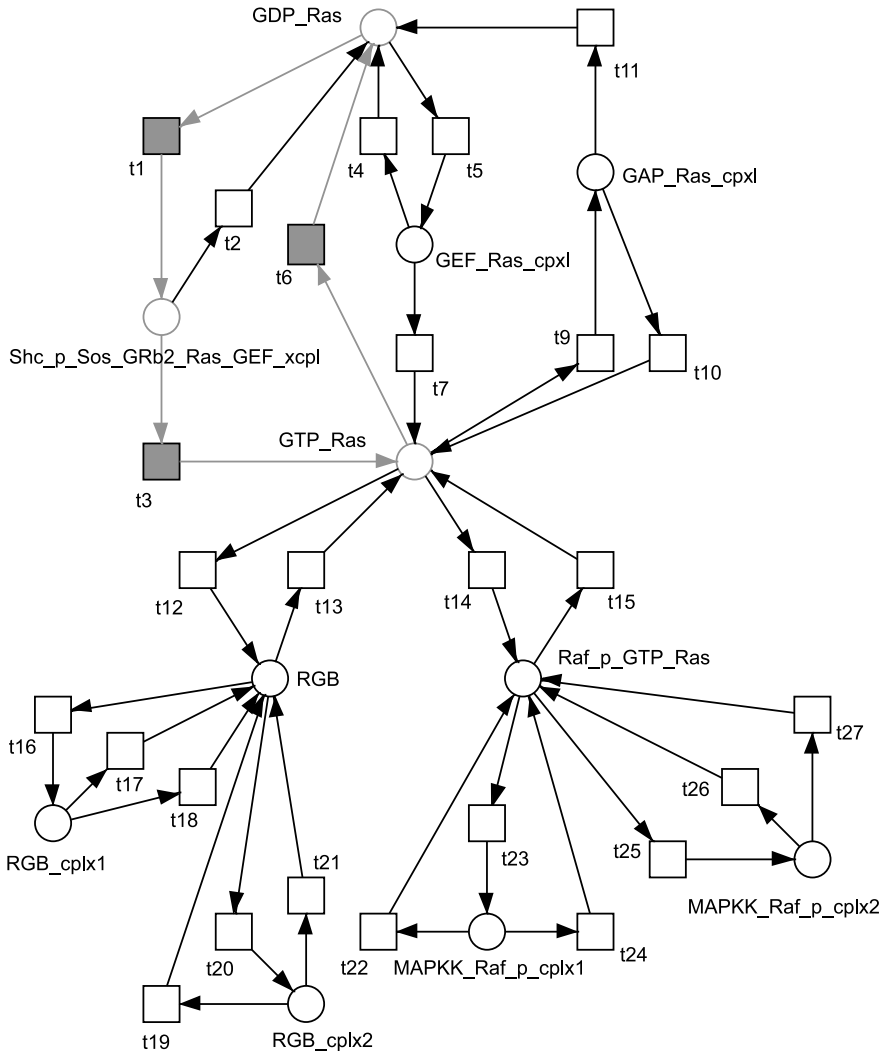 GDP_Ras
t11
t1
t4
t5
GAP_Ras_cpxl
t2
t6
GEF_Ras_cpxl
Shc_p_Sos_GRb2_Ras_GEF_xcpl
t9
t7
t10
GTP_Ras
t3
t12
t13
t14
t15
RGB
Raf_p_GTP_Ras
t16
t17
t27
t18
t26
RGB_cplx1
t21
t23
t25
MAPKK_Raf_p_cplx2
t20
t22
MAPKK_Raf_p_cplx1
t24
t19
RGB_cplx2